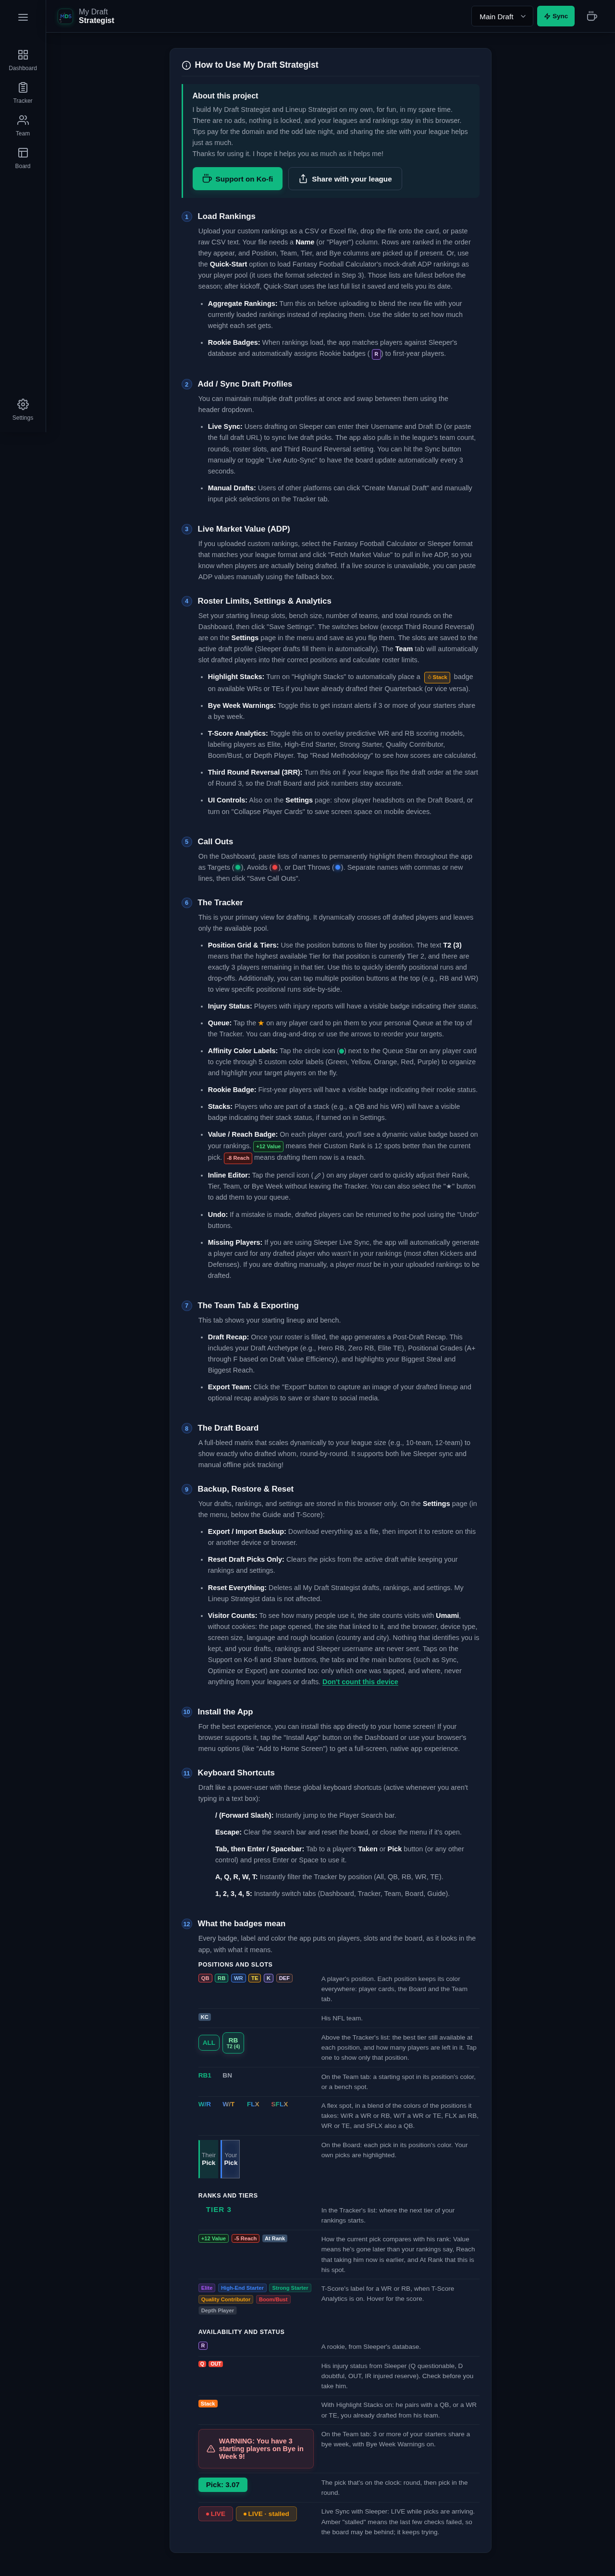 My Draft
Strategist
Main Draft
Sync
Dashboard
Tracker
Team
Board
Settings
How to Use My Draft Strategist
About this project
I build My Draft Strategist and Lineup Strategist on my own, for fun, in my spare time.
There are no ads, nothing is locked, and your leagues and rankings stay in this browser.
Tips pay for the domain and the odd late night, and sharing the site with your league helps
just as much.
Thanks for using it. I hope it helps you as much as it helps me!
Support on Ko-fi
Share with your league
1 Load Rankings
Upload your custom rankings as a CSV or Excel file, drop the file onto the card, or paste
raw CSV text. Your file needs a Name (or "Player") column. Rows are ranked in the order
they appear, and Position, Team, Tier, and Bye columns are picked up if present. Or, use
the Quick-Start option to load Fantasy Football Calculator's mock-draft ADP rankings as
your player pool (it uses the format selected in Step 3). Those lists are fullest before the
season; after kickoff, Quick-Start uses the last full list it saved and tells you its date.
• Aggregate Rankings: Turn this on before uploading to blend the new file with your
currently loaded rankings instead of replacing them. Use the slider to set how much
weight each set gets.
• Rookie Badges: When rankings load, the app matches players against Sleeper's
database and automatically assigns Rookie badges ( R ) to first-year players.
2 Add / Sync Draft Profiles
You can maintain multiple draft profiles at once and swap between them using the
header dropdown.
• Live Sync: Users drafting on Sleeper can enter their Username and Draft ID (or paste
the full draft URL) to sync live draft picks. The app also pulls in the league's team count,
rounds, roster slots, and Third Round Reversal setting. You can hit the Sync button
manually or toggle "Live Auto-Sync" to have the board update automatically every 3
seconds.
• Manual Drafts: Users of other platforms can click "Create Manual Draft" and manually
input pick selections on the Tracker tab.
3 Live Market Value (ADP)
If you uploaded custom rankings, select the Fantasy Football Calculator or Sleeper format
that matches your league format and click "Fetch Market Value" to pull in live ADP, so you
know when players are actually being drafted. If a live source is unavailable, you can paste
ADP values manually using the fallback box.
4 Roster Limits, Settings & Analytics
Set your starting lineup slots, bench size, number of teams, and total rounds on the
Dashboard, then click "Save Settings". The switches below (except Third Round Reversal)
are on the Settings page in the menu and save as you flip them. The slots are saved to the
active draft profile (Sleeper drafts fill them in automatically). The Team tab will automatically
slot drafted players into their correct positions and calculate roster limits.
• Highlight Stacks: Turn on "Highlight Stacks" to automatically place a Stack badge
on available WRs or TEs if you have already drafted their Quarterback (or vice versa).
• Bye Week Warnings: Toggle this to get instant alerts if 3 or more of your starters share
a bye week.
• T-Score Analytics: Toggle this on to overlay predictive WR and RB scoring models,
labeling players as Elite, High-End Starter, Strong Starter, Quality Contributor,
Boom/Bust, or Depth Player. Tap "Read Methodology" to see how scores are calculated.
• Third Round Reversal (3RR): Turn this on if your league flips the draft order at the start
of Round 3, so the Draft Board and pick numbers stay accurate.
• UI Controls: Also on the Settings page: show player headshots on the Draft Board, or
turn on "Collapse Player Cards" to save screen space on mobile devices.
5 Call Outs
On the Dashboard, paste lists of names to permanently highlight them throughout the app
as Targets ( ), Avoids ( ), or Dart Throws ( ). Separate names with commas or new
lines, then click "Save Call Outs".
6 The Tracker
This is your primary view for drafting. It dynamically crosses off drafted players and leaves
only the available pool.
• Position Grid & Tiers: Use the position buttons to filter by position. The text T2 (3)
means that the highest available Tier for that position is currently Tier 2, and there are
exactly 3 players remaining in that tier. Use this to quickly identify positional runs and
drop-offs. Additionally, you can tap multiple position buttons at the top (e.g., RB and WR)
to view specific positional runs side-by-side.
• Injury Status: Players with injury reports will have a visible badge indicating their status.
• Queue: Tap the ★ on any player card to pin them to your personal Queue at the top of
the Tracker. You can drag-and-drop or use the arrows to reorder your targets.
• Affinity Color Labels: Tap the circle icon ( ) next to the Queue Star on any player card
to cycle through 5 custom color labels (Green, Yellow, Orange, Red, Purple) to organize
and highlight your target players on the fly.
• Rookie Badge: First-year players will have a visible badge indicating their rookie status.
• Stacks: Players who are part of a stack (e.g., a QB and his WR) will have a visible
badge indicating their stack status, if turned on in Settings.
• Value / Reach Badge: On each player card, you'll see a dynamic value badge based on
your rankings. +12 Value means their Custom Rank is 12 spots better than the current
pick. -8 Reach means drafting them now is a reach.
• Inline Editor: Tap the pencil icon ( ) on any player card to quickly adjust their Rank,
Tier, Team, or Bye Week without leaving the Tracker. You can also select the "★" button
to add them to your queue.
• Undo: If a mistake is made, drafted players can be returned to the pool using the "Undo"
buttons.
• Missing Players: If you are using Sleeper Live Sync, the app will automatically generate
a player card for any drafted player who wasn't in your rankings (most often Kickers and
Defenses). If you are drafting manually, a player must be in your uploaded rankings to be
drafted.
7 The Team Tab & Exporting
This tab shows your starting lineup and bench.
• Draft Recap: Once your roster is filled, the app generates a Post-Draft Recap. This
includes your Draft Archetype (e.g., Hero RB, Zero RB, Elite TE), Positional Grades (A+
through F based on Draft Value Efficiency), and highlights your Biggest Steal and
Biggest Reach.
• Export Team: Click the "Export" button to capture an image of your drafted lineup and
optional recap analysis to save or share to social media.
8 The Draft Board
A full-bleed matrix that scales dynamically to your league size (e.g., 10-team, 12-team) to
show exactly who drafted whom, round-by-round. It supports both live Sleeper sync and
manual offline pick tracking!
9 Backup, Restore & Reset
Your drafts, rankings, and settings are stored in this browser only. On the Settings page (in
the menu, below the Guide and T-Score):
• Export / Import Backup: Download everything as a file, then import it to restore on this
or another device or browser.
• Reset Draft Picks Only: Clears the picks from the active draft while keeping your
rankings and settings.
• Reset Everything: Deletes all My Draft Strategist drafts, rankings, and settings. My
Lineup Strategist data is not affected.
• Visitor Counts: To see how many people use it, the site counts visits with Umami,
without cookies: the page opened, the site that linked to it, and the browser, device type,
screen size, language and rough location (country and city). Nothing that identifies you is
kept, and your drafts, rankings and Sleeper username are never sent. Taps on the
Support on Ko-fi and Share buttons, the tabs and the main buttons (such as Sync,
Optimize or Export) are counted too: only which one was tapped, and where, never
anything from your leagues or drafts. Don't count this device
10 Install the App
For the best experience, you can install this app directly to your home screen! If your
browser supports it, tap the "Install App" button on the Dashboard or use your browser's
menu options (like "Add to Home Screen") to get a full-screen, native app experience.
11 Keyboard Shortcuts
Draft like a power-user with these global keyboard shortcuts (active whenever you aren't
typing in a text box):
/ (Forward Slash): Instantly jump to the Player Search bar.
Escape: Clear the search bar and reset the board, or close the menu if it's open.
Tab, then Enter / Spacebar: Tab to a player's Taken or Pick button (or any other
control) and press Enter or Space to use it.
A, Q, R, W, T: Instantly filter the Tracker by position (All, QB, RB, WR, TE).
1, 2, 3, 4, 5: Instantly switch tabs (Dashboard, Tracker, Team, Board, Guide).
12 What the badges mean
Every badge, label and color the app puts on players, slots and the board, as it looks in the
app, with what it means.
POSITIONS AND SLOTS
QB RB WR TE K DEF
A player's position. Each position keeps its color
everywhere: player cards, the Board and the Team
tab.
KC
His NFL team.
ALL RB
T2 (4)
Above the Tracker's list: the best tier still available at
each position, and how many players are left in it. Tap
one to show only that position.
RB1 BN
On the Team tab: a starting spot in its position's color,
or a bench spot.
W/R W/T FLX SFLX
A flex spot, in a blend of the colors of the positions it
takes; W/R a WR or RB, W/T a WR or TE, FLX an RB,
WR or TE, and SFLX also a QB.
Their Your
Pick Pick
On the Board: each pick in its position's color. Your
own picks are highlighted.
RANKS AND TIERS
TIER 3
In the Tracker's list: where the next tier of your
rankings starts.
+12 Value -5 Reach At Rank
How the current pick compares with his rank: Value
means he's gone later than your rankings say, Reach
that taking him now is earlier, and At Rank that this is
his spot.
Elite High-End Starter Strong Starter
Quality Contributor Boom/Bust
Depth Player
T-Score's label for a WR or RB, when T-Score
Analytics is on. Hover for the score.
AVAILABILITY AND STATUS
R
A rookie, from Sleeper's database.
Q OUT
His injury status from Sleeper (Q questionable, D
doubtful, OUT, IR injured reserve). Check before you
take him.
Stack
With Highlight Stacks on: he pairs with a QB, or a WR
or TE, you already drafted from his team.
WARNING: You have 3
starting players on Bye in
Week 9!
On the Team tab: 3 or more of your starters share a
bye week, with Bye Week Warnings on.
Pick: 3.07
The pick that's on the clock: round, then pick in the
round.
● LIVE ● LIVE · stalled
Live Sync with Sleeper: LIVE while picks are arriving.
Amber "stalled" means the last few checks failed, so
the board may be behind; it keeps trying.